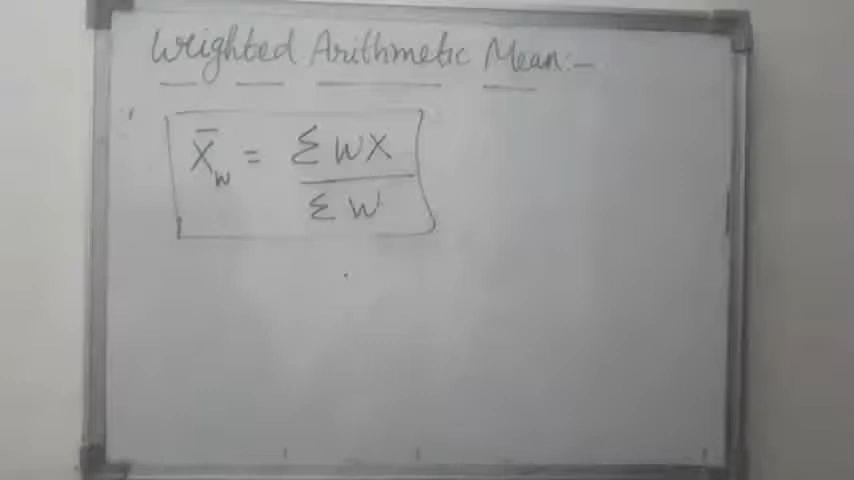 Weighted Arithmetic Mean:-
X̄w = ΣWX / ΣW